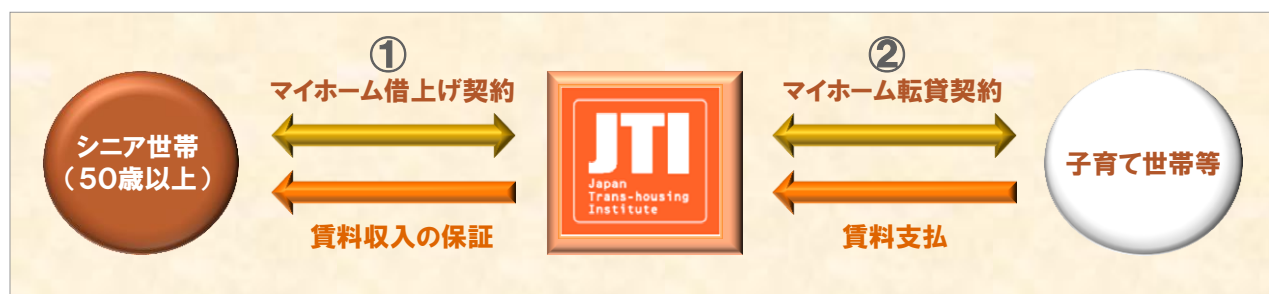 ①
マイホーム借上げ契約
②
マイホーム転貸契約
シニア世帯
（50歳以上）
JTI
Japan
Trans-housing
Institute
子育て世帯等
賃料収入の保証
賃料支払